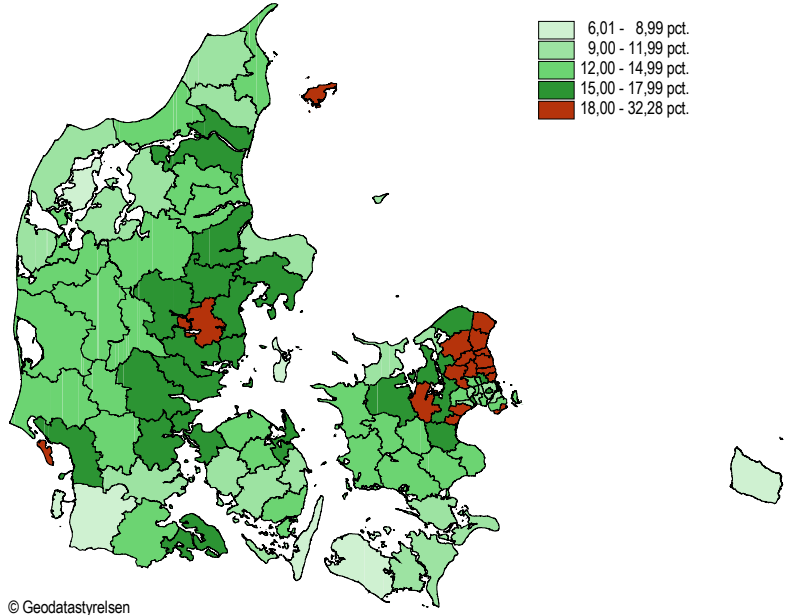 6,01 - 8,99 pct.
9,00 - 11,99 pct.
12,00 - 14,99 pct.
15,00 - 17,99 pct.
18,00 - 32,28 pct.
© Geodatastyrelsen